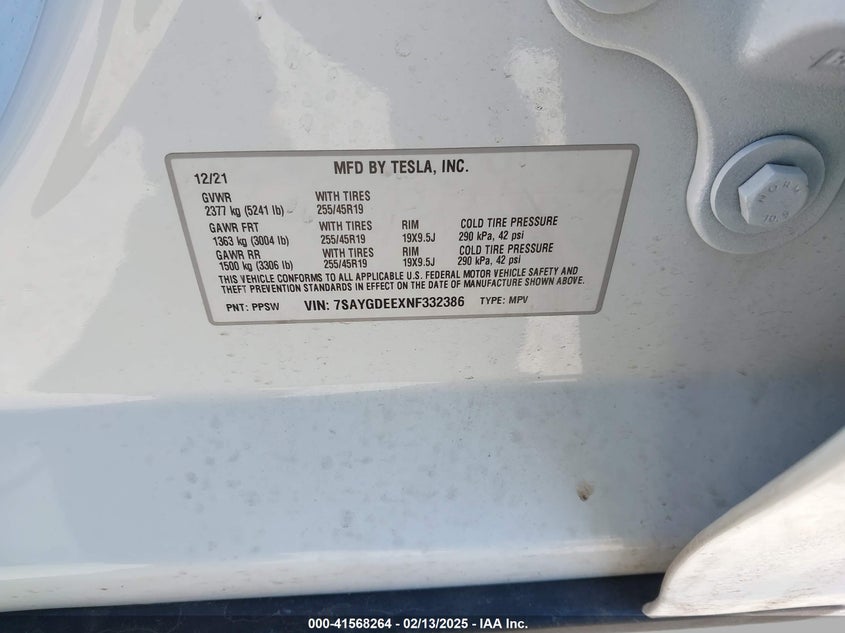 12/21 MFD BY TESLA, INC.
GVWR WITH TIRES
2377 kg (5241 lb) 255/45R19
GAWR FRT WITH TIRES RIM COLD TIRE PRESSURE
1363 kg (3004 lb) 255/45R19 19X9.5J 290 kPa, 42 psi
GAWR RR WITH TIRES RIM COLD TIRE PRESSURE
1500 kg (3306 lb) 255/45R19 19X9.5J 290 kPa, 42 psi
THIS VEHICLE CONFORMS TO ALL APPLICABLE U.S. FEDERAL MOTOR VEHICLE SAFETY AND
THEFT PREVENTION STANDARDS IN EFFECT ON THE DATE OF MANUFACTURE SHOWN ABOVE.
PNT: PPSW VIN: 7SAYGDEEXNF332386 TYPE: MPV
NORM
10.9
000-41568264 - 02/13/2025 - IAA Inc.